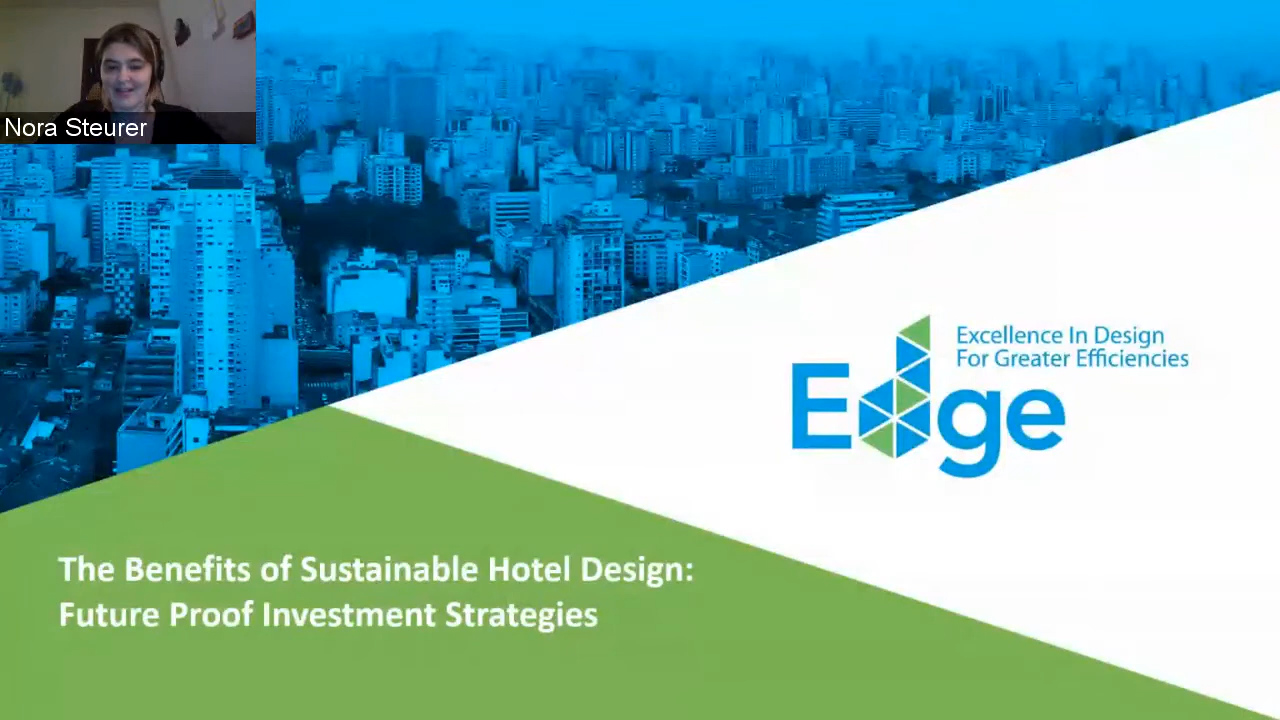 Nora Steurer
Excellence In Design
For Greater Efficiencies
Edge
The Benefits of Sustainable Hotel Design:
Future Proof Investment Strategies